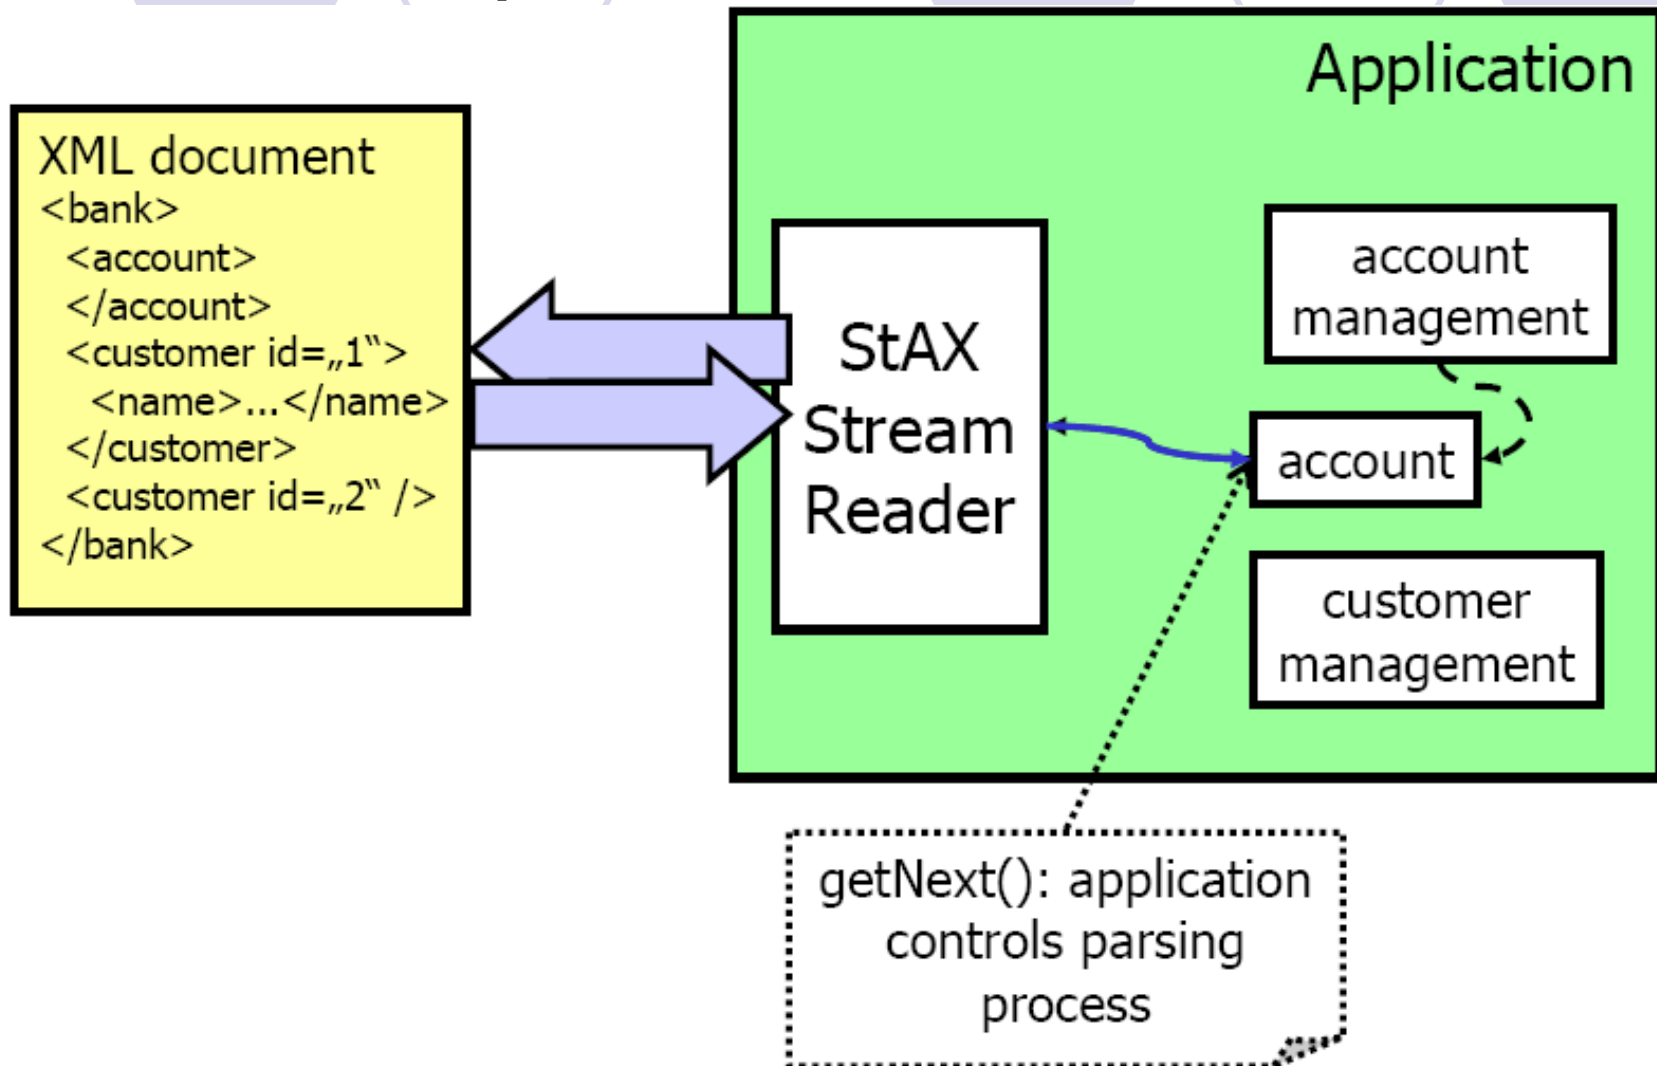 XML document
<bank>
<account>
</account>
<customer id=„1“>
<name>...</name>
</customer>
<customer id=„2“ />
</bank>
Application
StAX
Stream
Reader
account
management
account
customer
management
getNext(): application
controls parsing
process